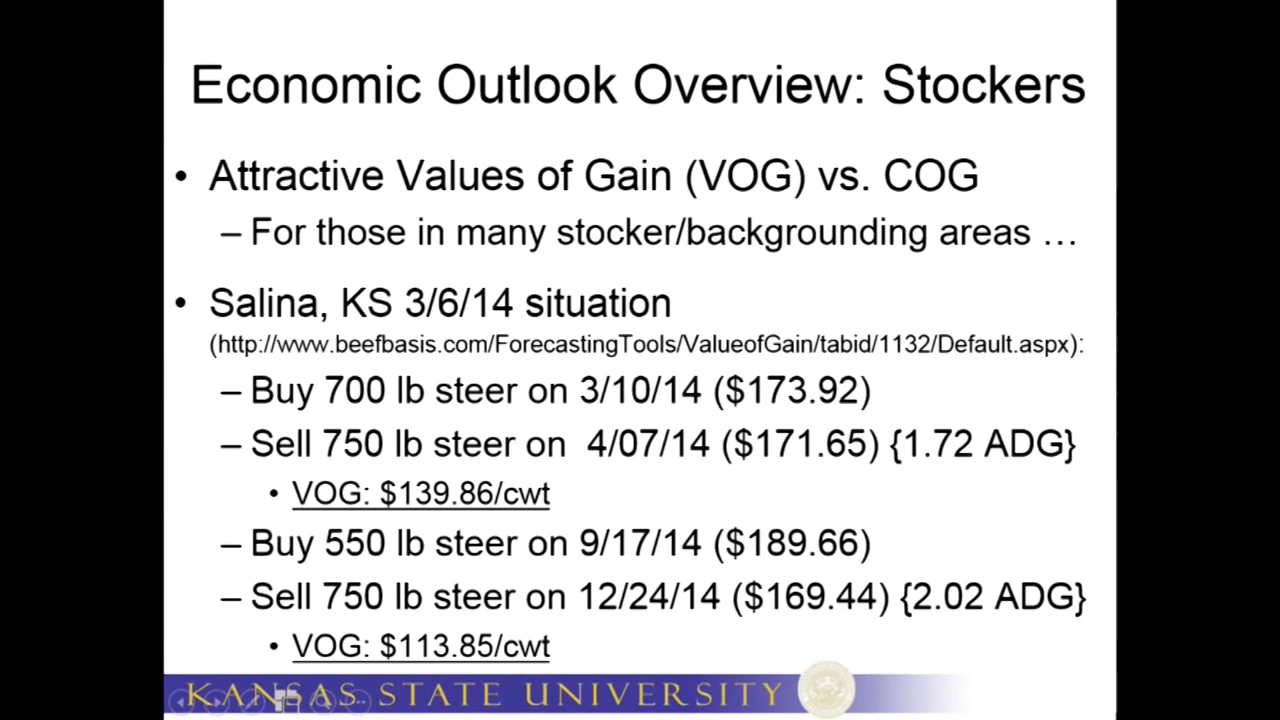 Economic Outlook Overview: Stockers
• Attractive Values of Gain (VOG) vs. COG
– For those in many stocker/backgrounding areas …
• Salina, KS 3/6/14 situation
(http://www.beefbasis.com/ForecastingTools/ValueofGain/tabid/1132/Default.aspx):
– Buy 700 lb steer on 3/10/14 ($173.92)
– Sell 750 lb steer on 4/07/14 ($171.65) {1.72 ADG}
• VOG: $139.86/cwt
– Buy 550 lb steer on 9/17/14 ($189.66)
– Sell 750 lb steer on 12/24/14 ($169.44) {2.02 ADG}
• VOG: $113.85/cwt
KANSAS STATE UNIVERSITY